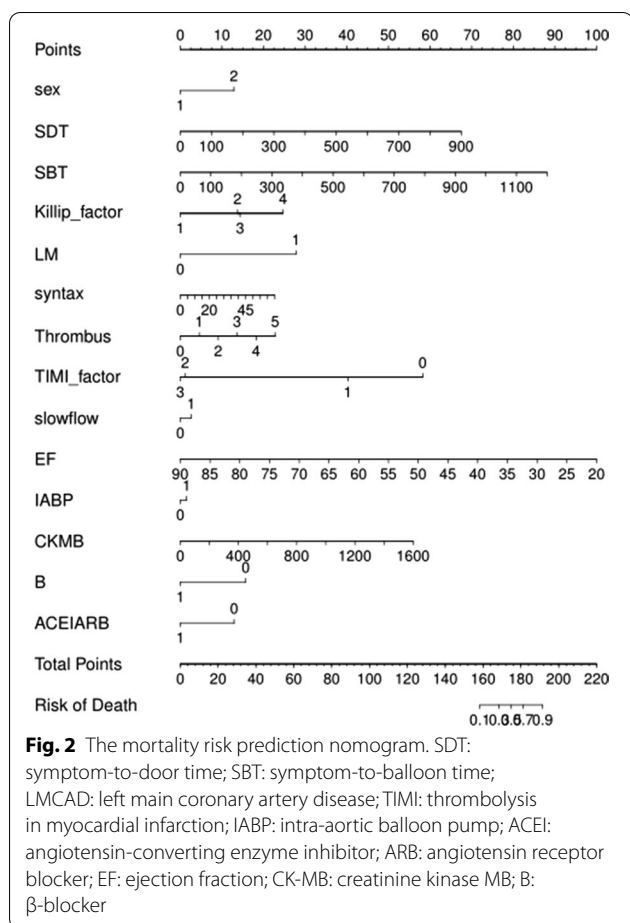 Points
0 10 20 30 40 50 60 70 80 90 100
sex
2
1
SDT
0 100 300 500 700 900
SBT
0 100 300 500 700 900 1100
Killip_factor
2 4
1 3
LM
1
0
syntax
0 20 45
Thrombus
1 3 5
0 2 4
TIMI_factor
2 0
3 1
slowflow
1
0
EF
90 85 80 75 70 65 60 55 50 45 40 35 30 25 20
IABP
1
0
CKMB
0 400 800 1200 1600
B
0
1
ACEIARB
0
1
Total Points
0 20 40 60 80 100 120 140 160 180 200 220
Risk of Death
0.1 0.9
Fig. 2 The mortality risk prediction nomogram. SDT:
symptom-to-door time; SBT: symptom-to-balloon time;
LMCAD: left main coronary artery disease; TIMI: thrombolysis
in myocardial infarction; IABP: intra-aortic balloon pump; ACEI:
angiotensin-converting enzyme inhibitor; ARB: angiotensin receptor
blocker; EF: ejection fraction; CK-MB: creatinine kinase MB; B:
β-blocker